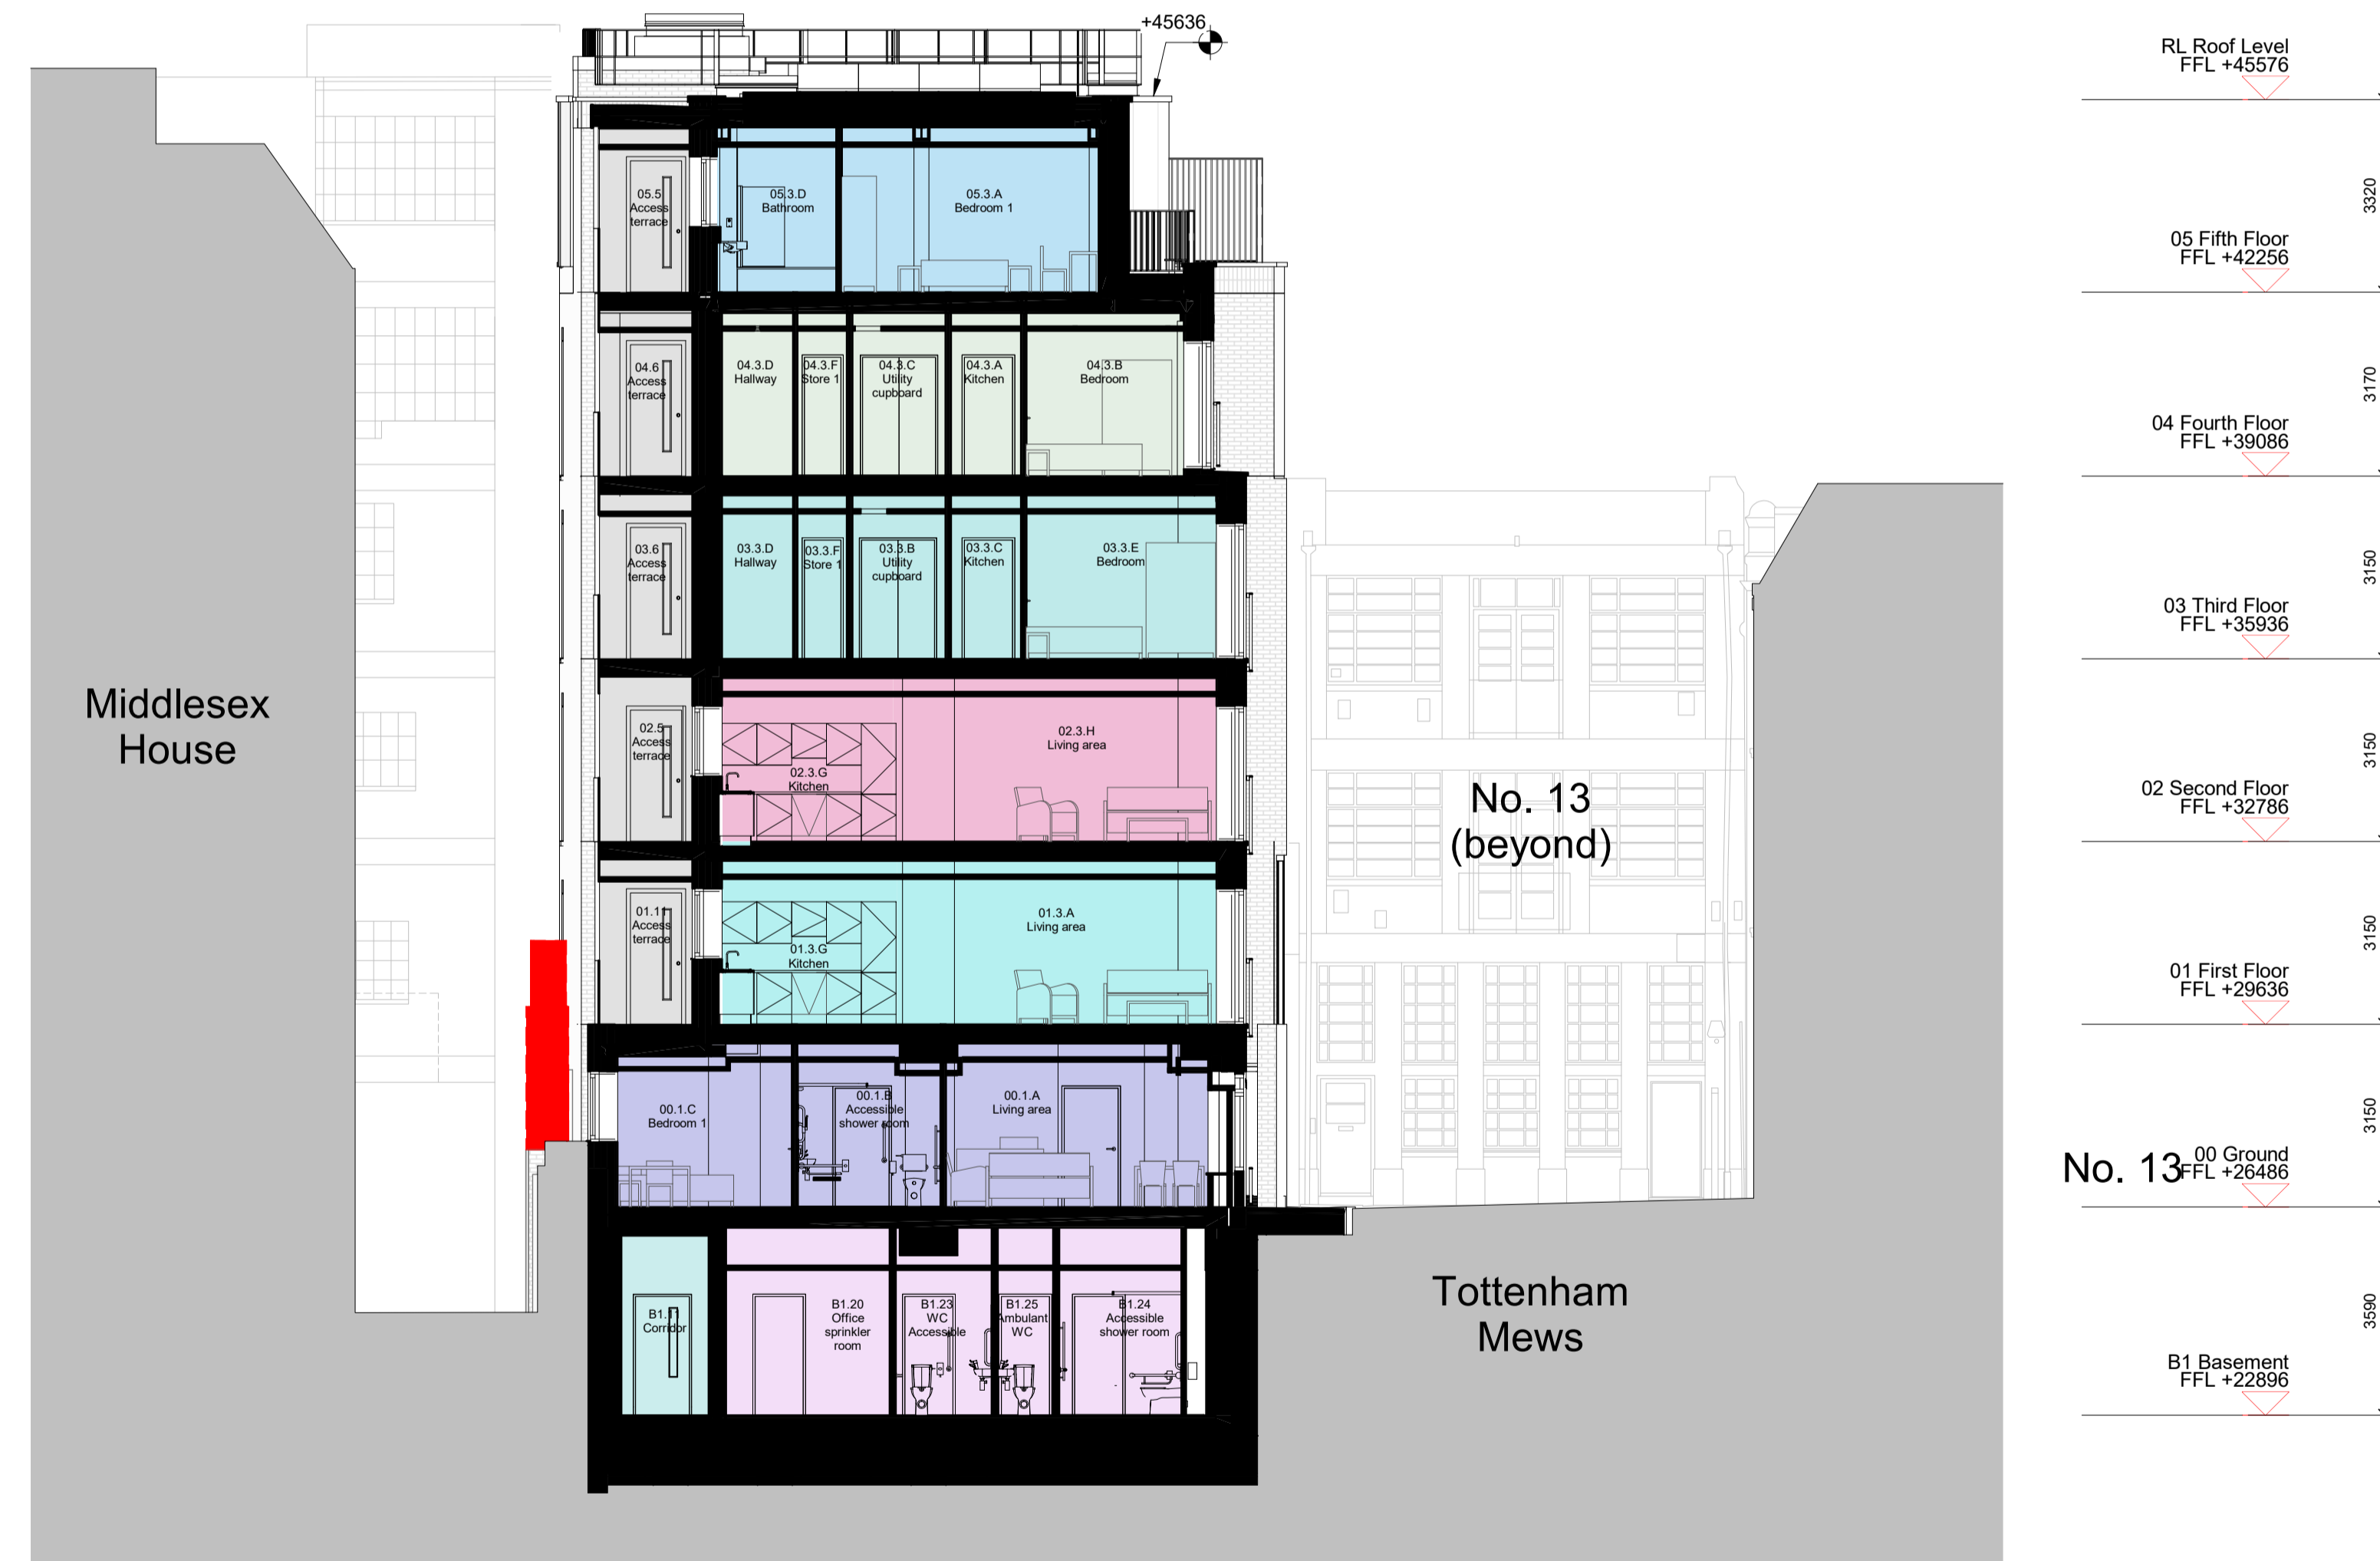 +45636
RL Roof Level
FFL +45576
3320
05.5
Access
terrace
05.3.D
Bathroom
05.3.A
Bedroom 1
05 Fifth Floor
FFL +42256
3170
04.6
Access
terrace
04.3.D
Hallway
04.3.F
Store 1
04.3.C
Utility
cupboard
04.3.A
Kitchen
04.3.B
Bedroom
04 Fourth Floor
FFL +39086
3150
03.6
Access
terrace
03.3.D
Hallway
03.3.F
Store 1
03.3.B
Utility
cupboard
03.3.C
Kitchen
03.3.E
Bedroom
03 Third Floor
FFL +35936
3150
Middlesex
House
02.5
Access
terrace
02.3.G
Kitchen
02.3.H
Living area
No. 13
(beyond)
02 Second Floor
FFL +32786
3150
01.11
Access
terrace
01.3.G
Kitchen
01.3.A
Living area
01 First Floor
FFL +29636
3150
00.1.C
Bedroom 1
00.1.B
Accessible
shower room
00.1.A
Living area
No. 13
00 Ground
FFL +26486
3590
B1.11
Corridor
B1.20
Office
sprinkler
room
B1.23
WC
Accessible
B1.25
Ambulant
WC
B1.24
Accessible
shower room
Tottenham
Mews
B1 Basement
FFL +22896